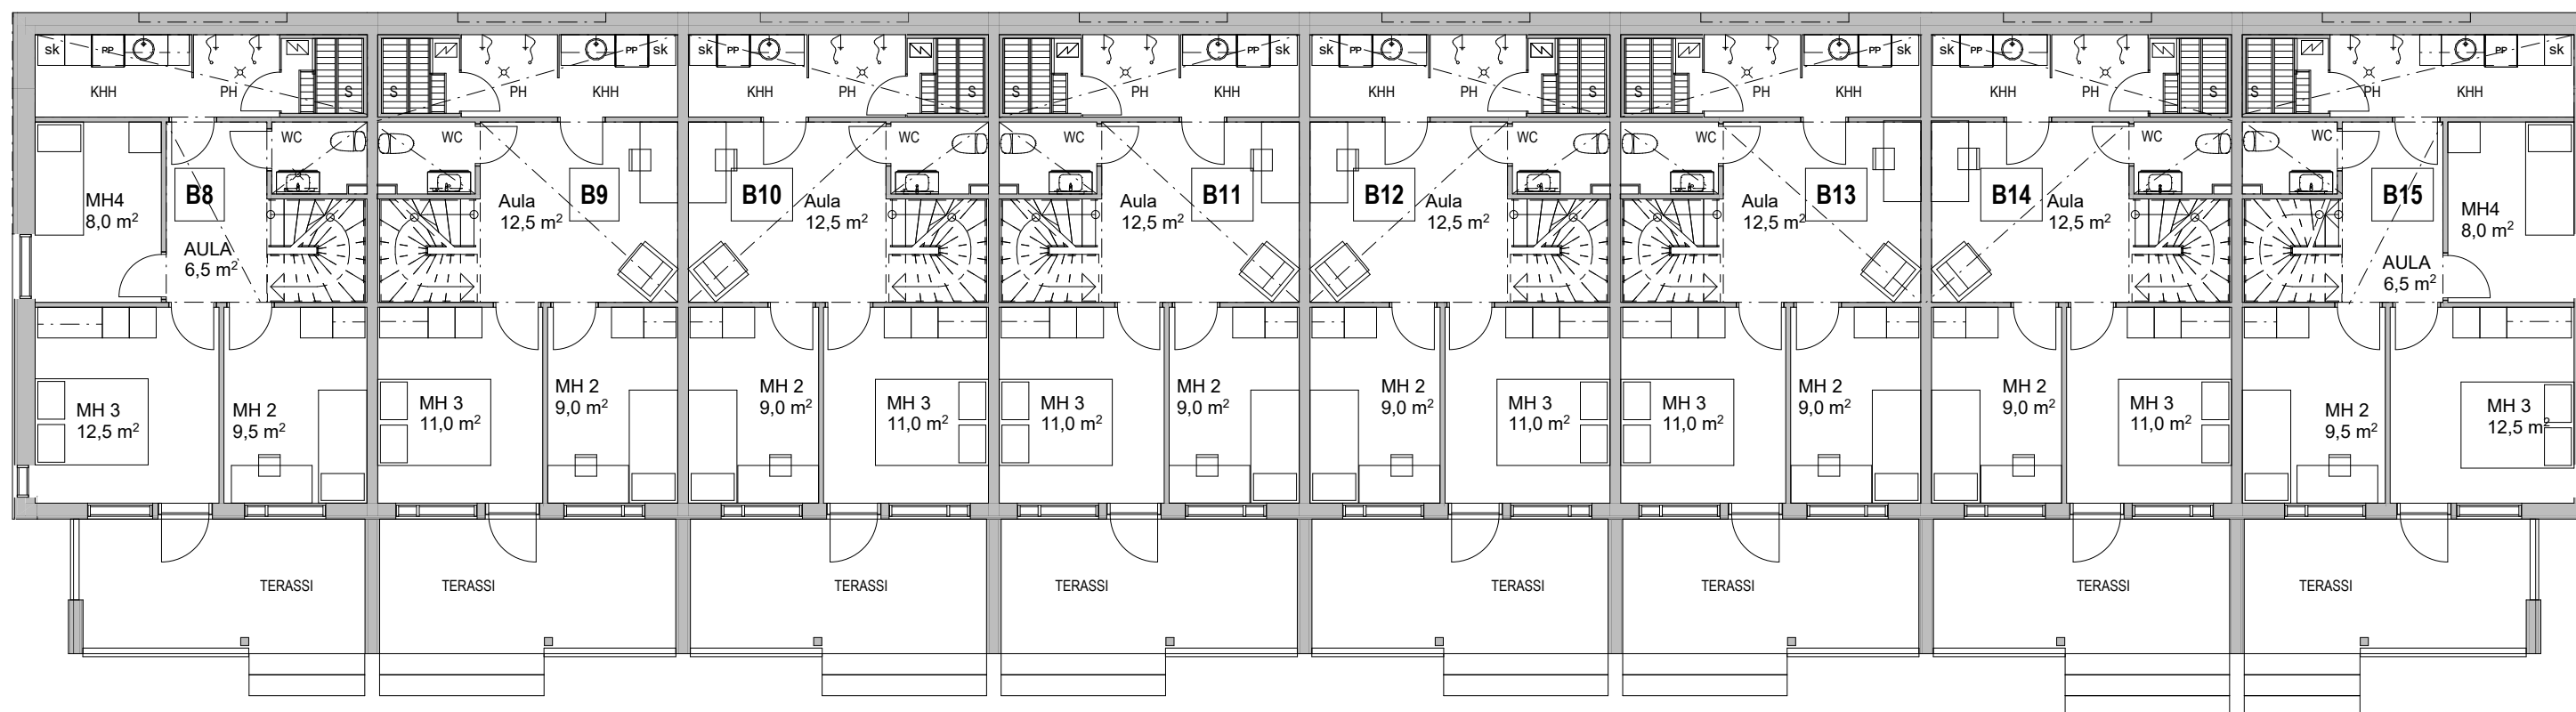 sk PP PP sk sk PP PP sk sk PP PP sk sk PP PP sk
KHH PH S S PH KHH KHH PH S S PH KHH KHH PH S S PH KHH KHH PH S S PH KHH
WC WC WC WC WC WC WC WC
B8 B9 B10 B11 B12 B13 B14 B15
MH4
8,0 m²
AULA
6,5 m²
Aula
12,5 m²
Aula
12,5 m²
Aula
12,5 m²
Aula
12,5 m²
Aula
12,5 m²
Aula
12,5 m²
AULA
6,5 m²
MH4
8,0 m²
MH 3
12,5 m²
MH 2
9,5 m²
MH 3
11,0 m²
MH 2
9,0 m²
MH 2
9,0 m²
MH 3
11,0 m²
MH 3
11,0 m²
MH 2
9,0 m²
MH 2
9,0 m²
MH 3
11,0 m²
MH 3
11,0 m²
MH 2
9,0 m²
MH 2
9,0 m²
MH 3
11,0 m²
MH 2
9,5 m²
MH 3
12,5 m²
TERASSI TERASSI TERASSI TERASSI TERASSI TERASSI TERASSI TERASSI